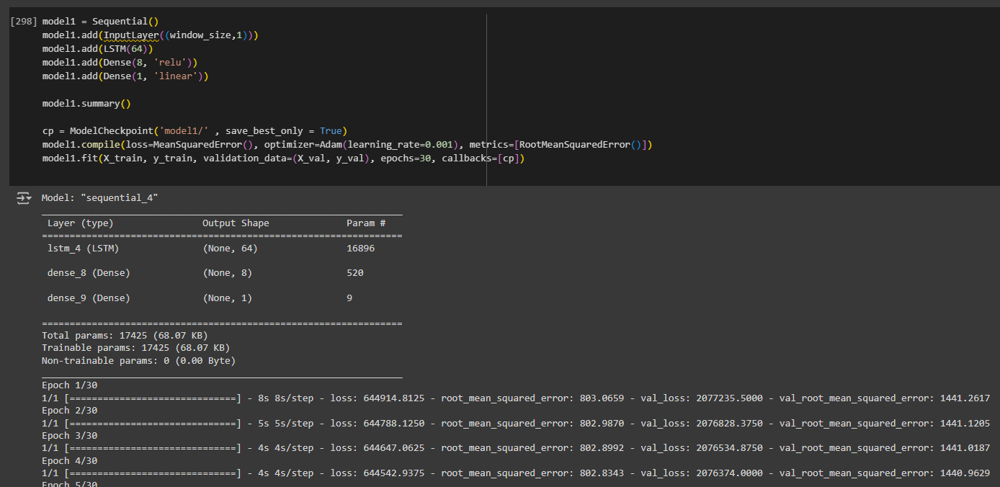 [298] model1 = Sequential()
model1.add(InputLayer((window_size,1)))
model1.add(LSTM(64))
model1.add(Dense(8, 'relu'))
model1.add(Dense(1, 'linear'))
model1.summary()
cp = ModelCheckpoint('model1/' , save_best_only = True)
model1.compile(loss=MeanSquaredError(), optimizer=Adam(learning_rate=0.001), metrics=[RootMeanSquaredError()])
model1.fit(X_train, y_train, validation_data=(X_val, y_val), epochs=30, callbacks=[cp])
Model: "sequential_4"
_________________________________________________________________
Layer (type) Output Shape Param #
=================================================================
lstm_4 (LSTM) (None, 64) 16896
dense_8 (Dense) (None, 8) 520
dense_9 (Dense) (None, 1) 9
=================================================================
Total params: 17425 (68.07 KB)
Trainable params: 17425 (68.07 KB)
Non-trainable params: 0 (0.00 Byte)
_________________________________________________________________
Epoch 1/30
1/1 [==============================] - 8s 8s/step - loss: 644914.8125 - root_mean_squared_error: 803.0659 - val_loss: 2077235.5000 - val_root_mean_squared_error: 1441.2617
Epoch 2/30
1/1 [==============================] - 5s 5s/step - loss: 644788.1250 - root_mean_squared_error: 802.9870 - val_loss: 2076828.3750 - val_root_mean_squared_error: 1441.1205
Epoch 3/30
1/1 [==============================] - 4s 4s/step - loss: 644647.0625 - root_mean_squared_error: 802.8992 - val_loss: 2076534.8750 - val_root_mean_squared_error: 1441.0187
Epoch 4/30
1/1 [==============================] - 4s 4s/step - loss: 644542.9375 - root_mean_squared_error: 802.8343 - val_loss: 2076374.0000 - val_root_mean_squared_error: 1440.9629
Epoch 5/30